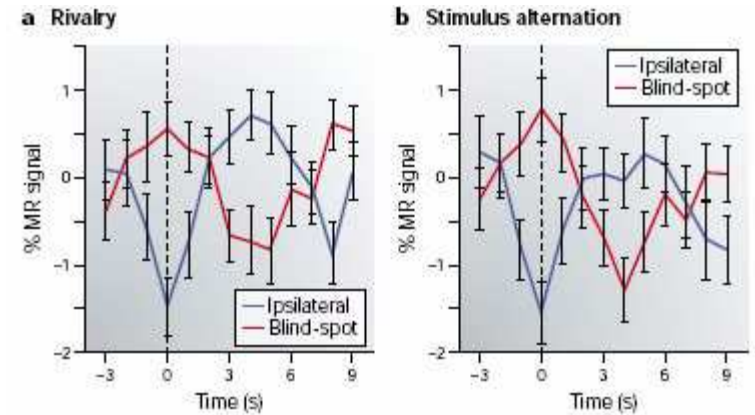 a Rivalry
% MR signal
1
0
−1
−2
−3
0
3
6
9
Time (s)
Ipsilateral
Blind-spot
b Stimulus alternation
% MR signal
1
0
−1
−2
−3
0
3
6
9
Time (s)
Ipsilateral
Blind-spot